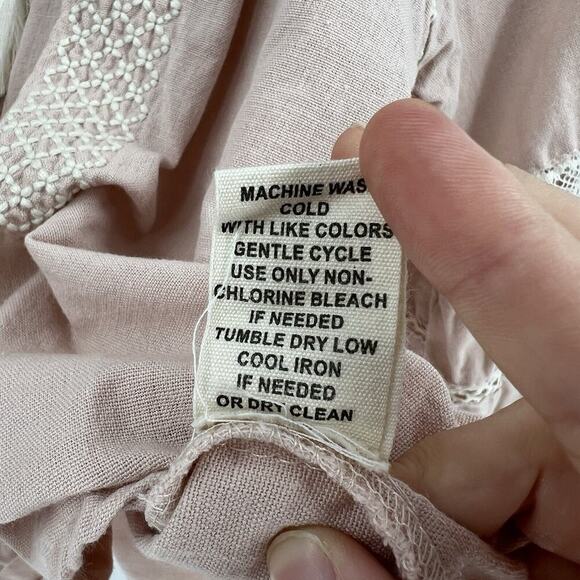 MACHINE WAS
COLD
WITH LIKE COLORS
GENTLE CYCLE
USE ONLY NON-
CHLORINE BLEACH
IF NEEDED
TUMBLE DRY LOW
COOL IRON
IF NEEDED
OR DRY CLEAN